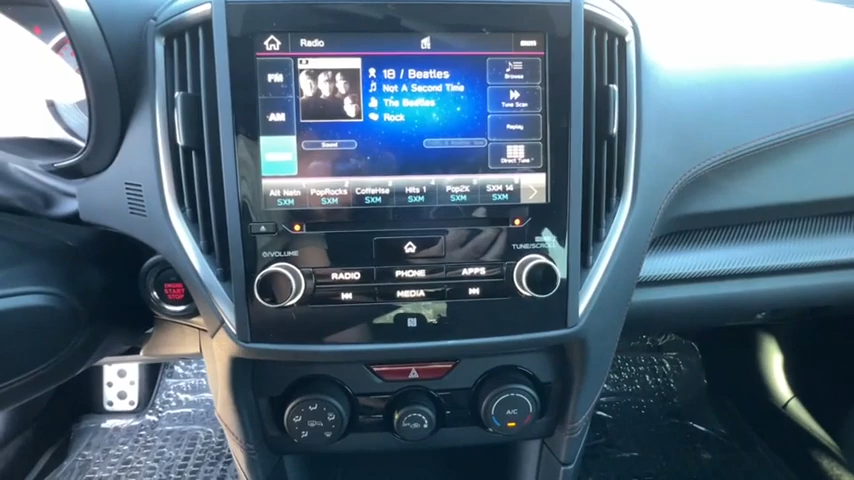 Radio
LTE
FM
AM
18 / Beatles
Not A Second Time
The Beatles
Rock
Browse
Tune Scan
Replay
Direct Tune
Sound
Alt Natn PopRocks CoffeHse Hits 1 Pop2K SXM 14
SXM SXM SXM SXM SXM SXM
VOLUME
TUNE/SCROLL
RADIO PHONE APPS
MEDIA
ENGINE
START
STOP
A/C